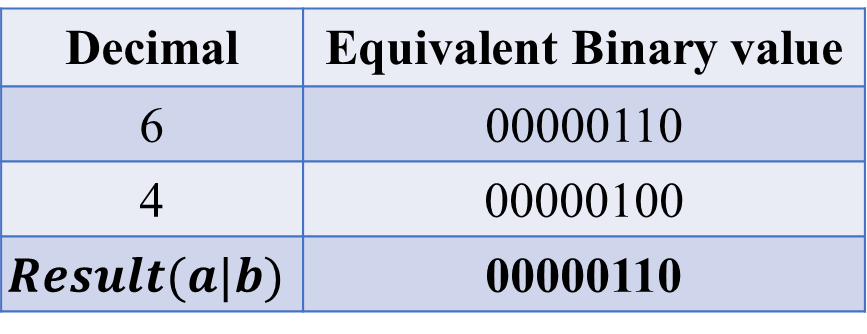 Decimal Equivalent Binary value
6 00000110
4 00000100
Result(a|b) 00000110